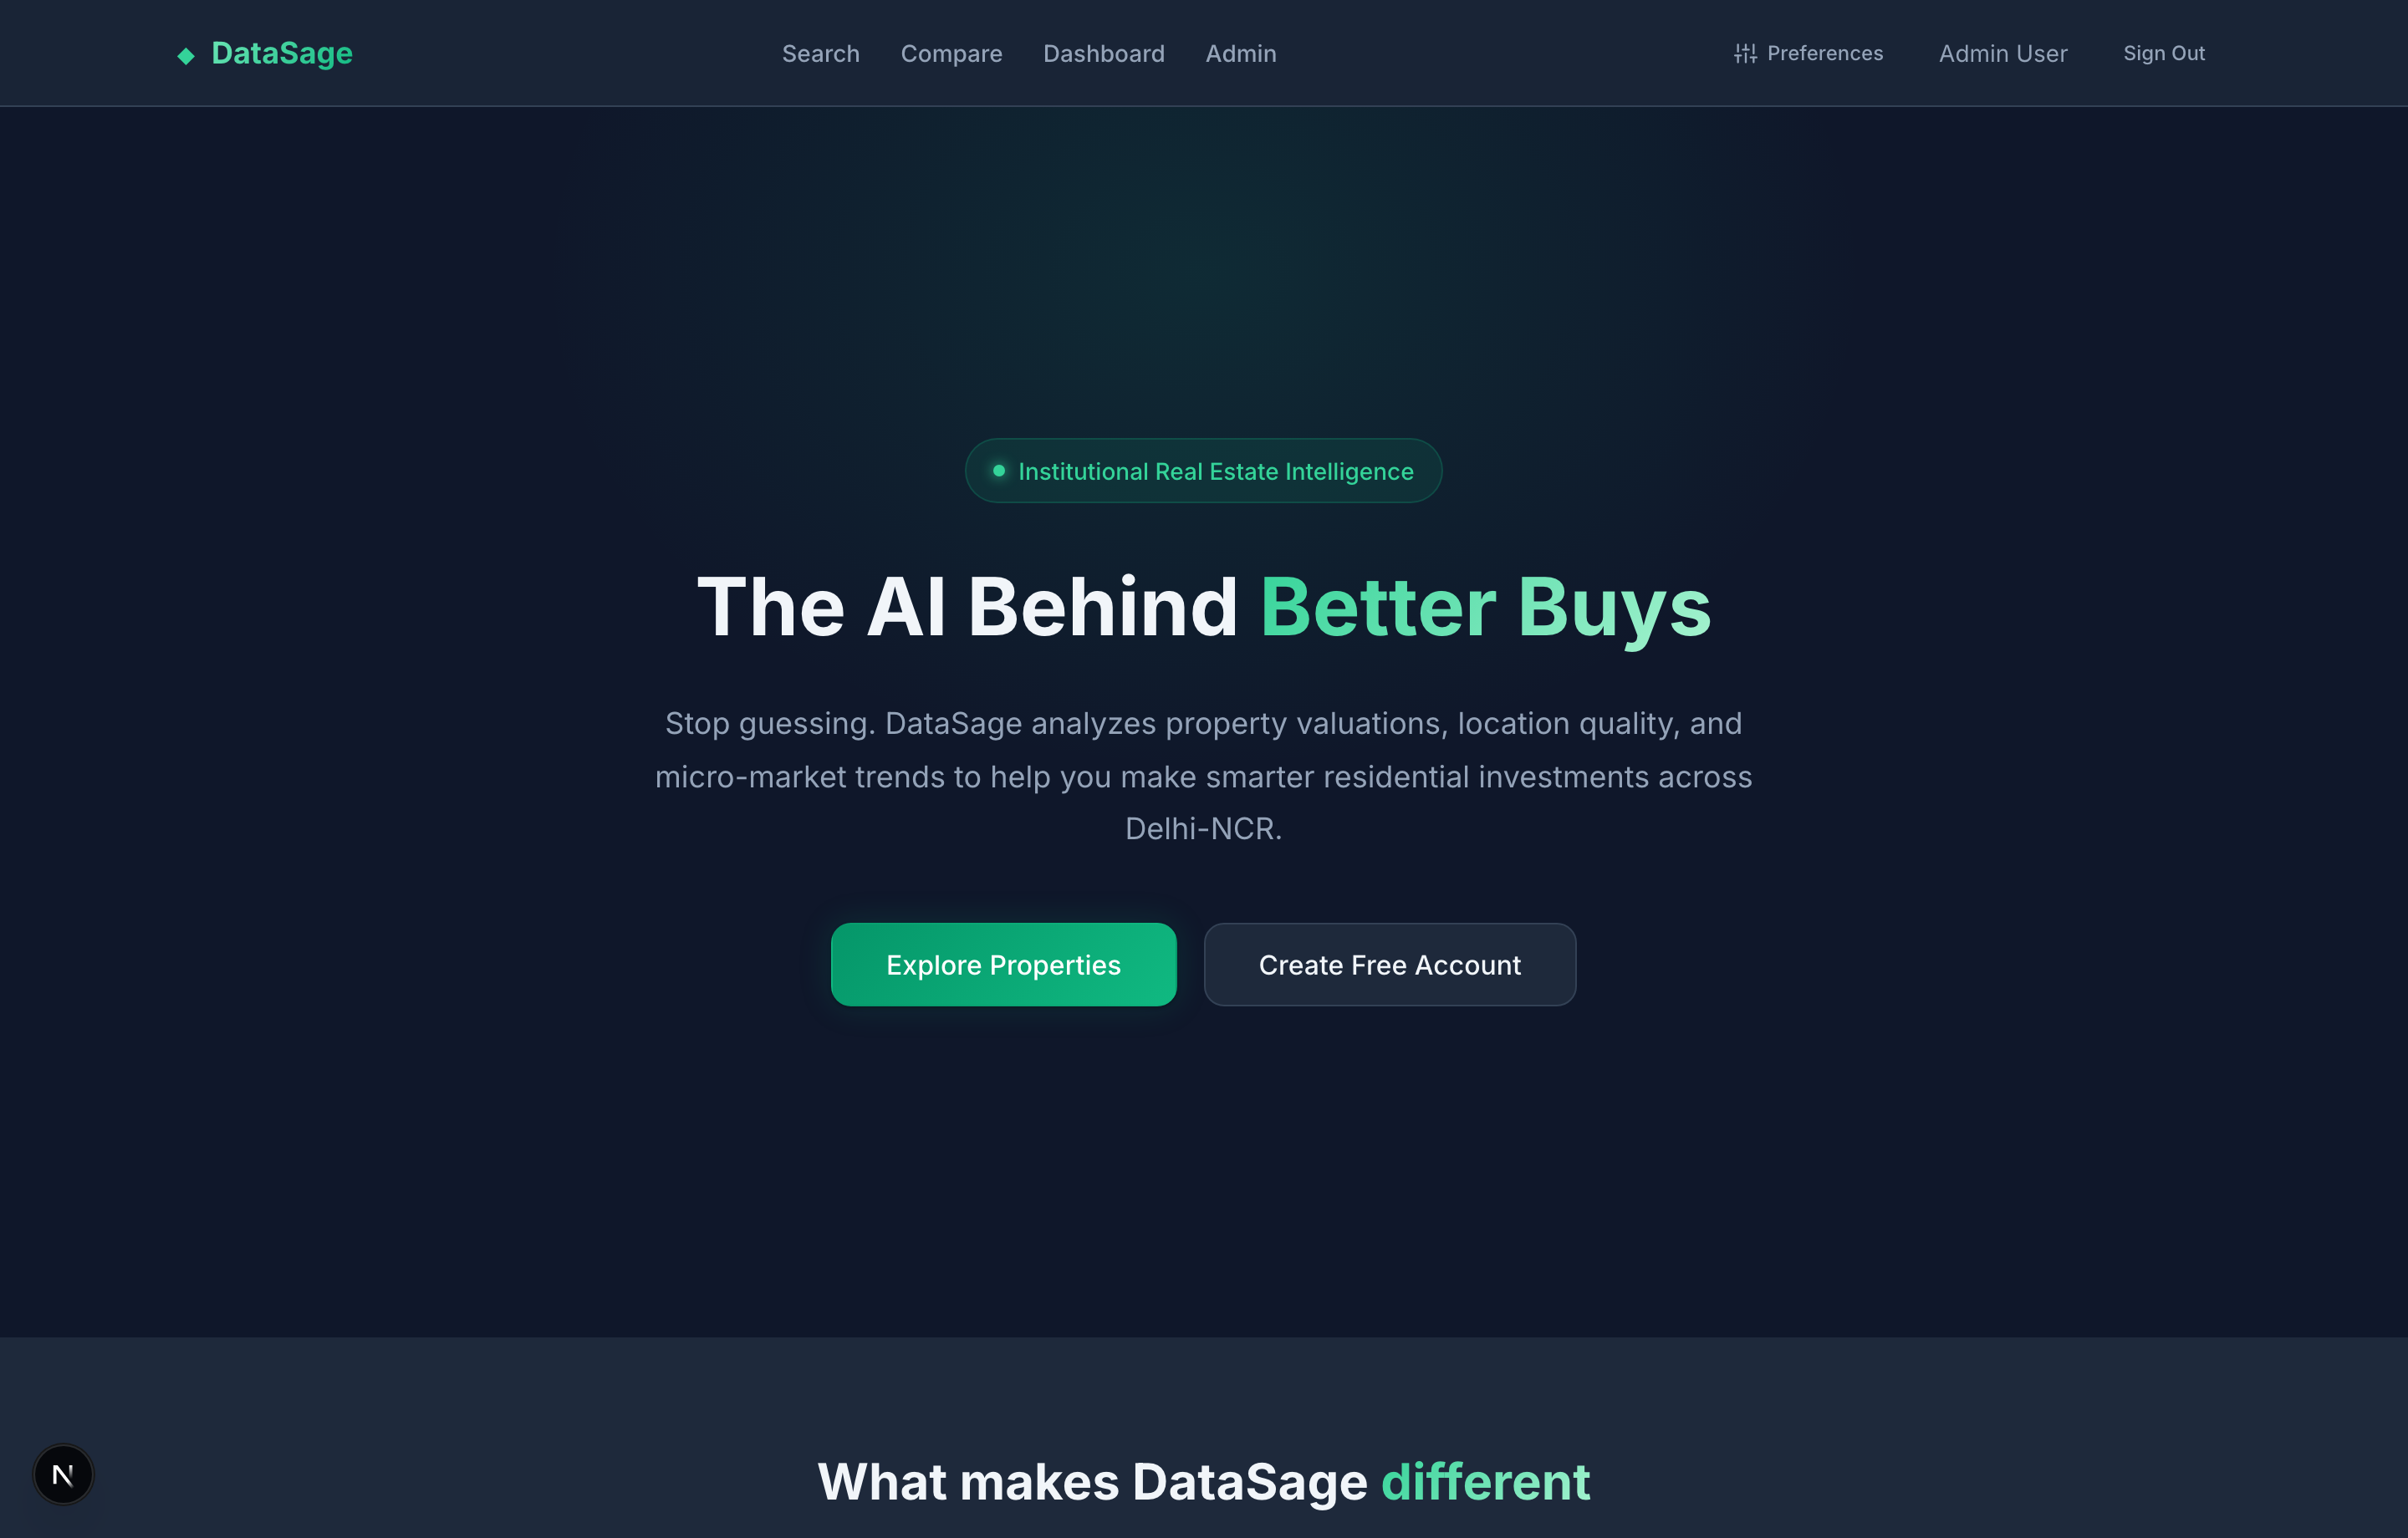 DataSage
Search Compare Dashboard Admin
Preferences Admin User Sign Out
Institutional Real Estate Intelligence
The AI Behind Better Buys
Stop guessing. DataSage analyzes property valuations, location quality, and
micro-market trends to help you make smarter residential investments across
Delhi-NCR.
Explore Properties Create Free Account
What makes DataSage different
N